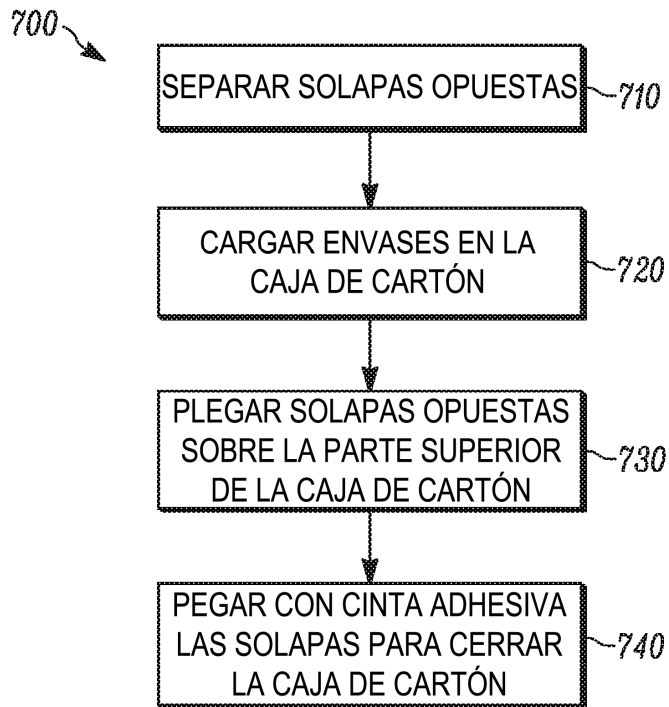 700
SEPARAR SOLAPAS OPUESTAS
710
CARGAR ENVASES EN LA
CAJA DE CARTÓN
720
PLEGAR SOLAPAS OPUESTAS
SOBRE LA PARTE SUPERIOR
DE LA CAJA DE CARTÓN
730
PEGAR CON CINTA ADHESIVA
LAS SOLAPAS PARA CERRAR
LA CAJA DE CARTÓN
740